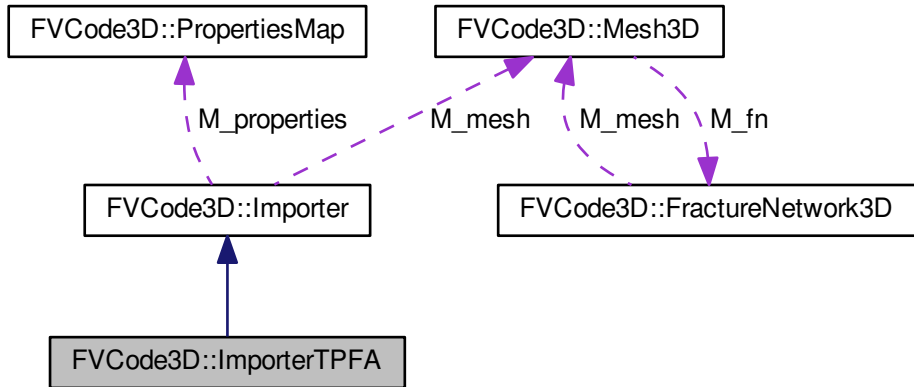 FVCode3D::PropertiesMap
FVCode3D::Mesh3D
M_properties
M_mesh
M_mesh
M_fn
FVCode3D::Importer
FVCode3D::FractureNetwork3D
FVCode3D::ImporterTPFA